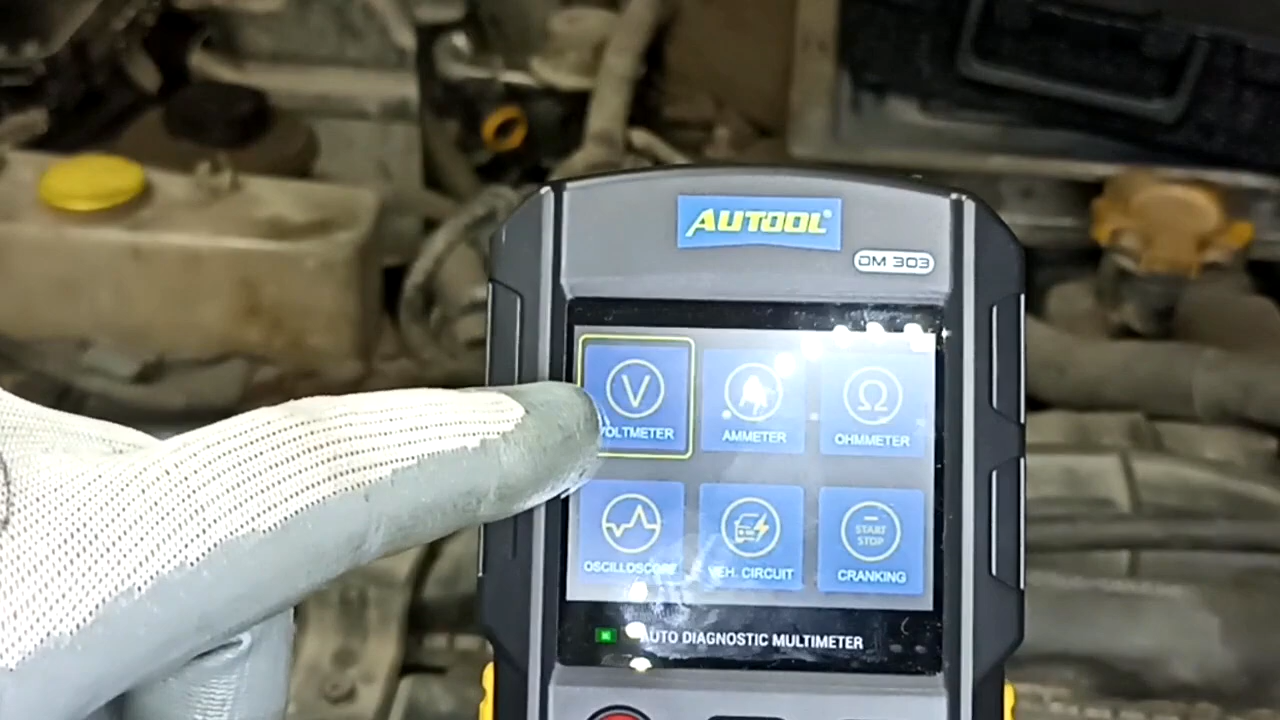 AUTOOL®
DM 303
V
VOLTMETER
AMMETER
Ω
OHMMETER
OSCILLOSCOPE
VEH. CIRCUIT
START
STOP
CRANKING
AUTO DIAGNOSTIC MULTIMETER